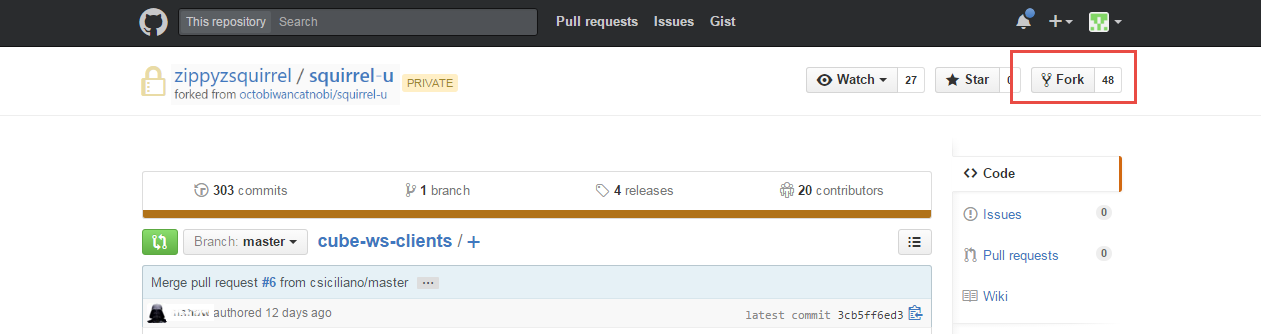 This repository Search Pull requests Issues Gist
zippyzsquirrel / squirrel-u PRIVATE Watch 27 Star Fork 48
forked from octobiwancatnobi/squirrel-u
303 commits 1 branch 4 releases 20 contributors
Code
Issues 0
Pull requests 0
Wiki
Branch: master cube-ws-clients / +
Merge pull request #6 from csiciliano/master ...
authored 12 days ago latest commit 3cb5ff6ed3